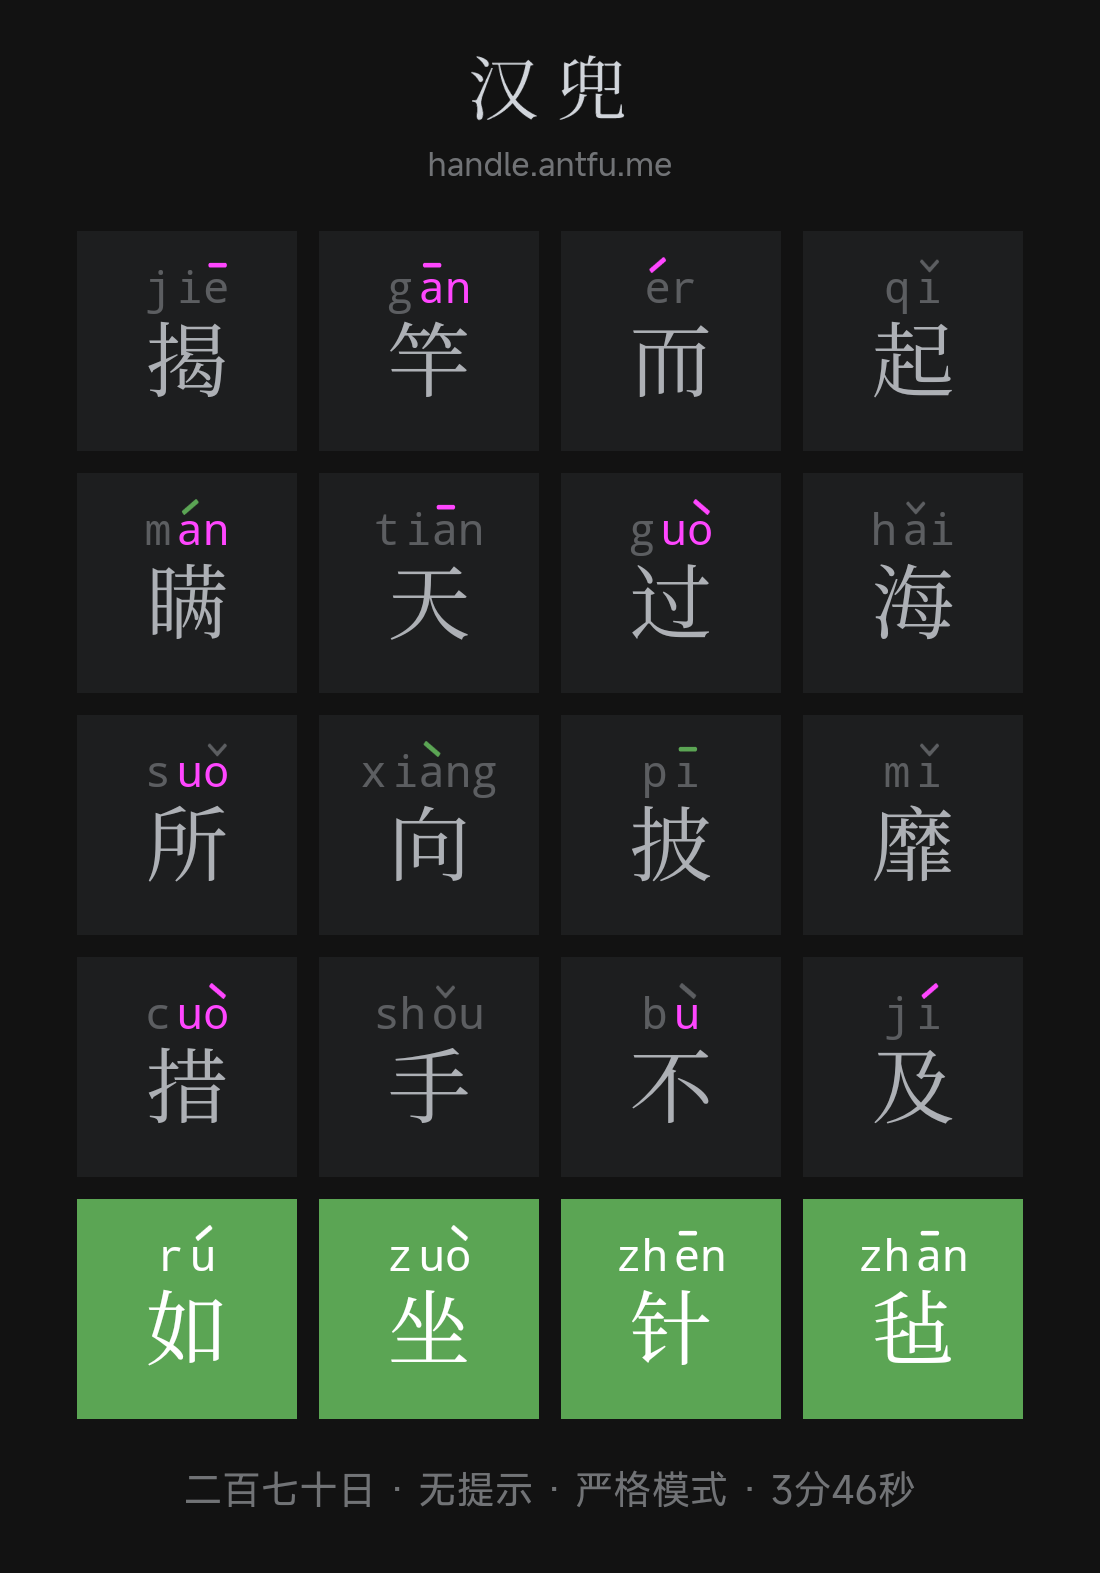 汉兜
handle.antfu.me
jiē gān ér qǐ
揭 竿 而 起
mán tiān guò hǎi
瞒 天 过 海
suǒ xiàng pī mǐ
所 向 披 靡
cuò shǒu bù jí
措 手 不 及
rú zuò zhēn zhān
如 坐 针 毡
二百七十日 · 无提示 · 严格模式 · 3分46秒